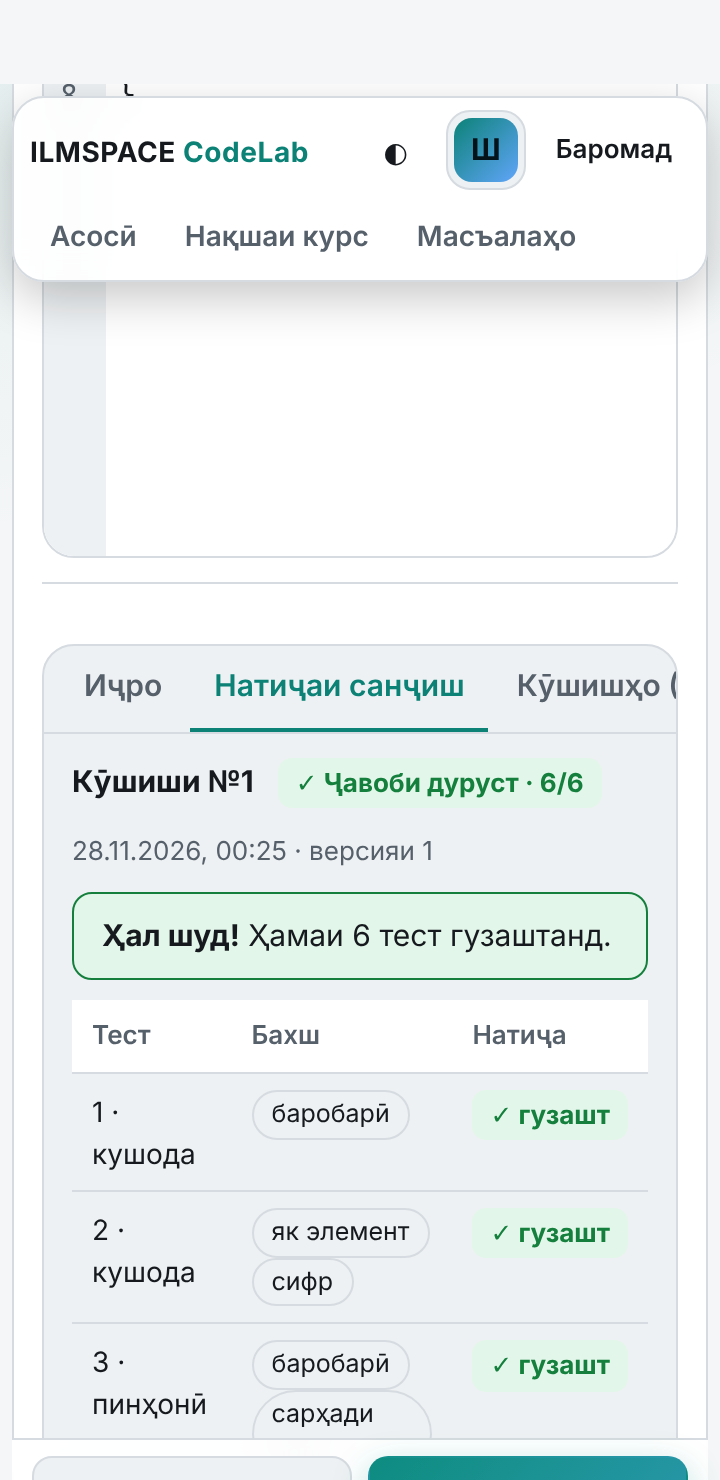 ILMSPACE CodeLab
Ш
Баромад
Асосӣ
Нақшаи курс
Масъалаҳо
Иҷро
Натиҷаи санҷиш
Кӯшишҳо (
Кӯшиши №1
✓ Ҷавоби дуруст · 6/6
28.11.2026, 00:25 · версияи 1
Ҳал шуд! Ҳамаи 6 тест гузаштанд.
Тест
Бахш
Натиҷа
1 ·
кушода
баробарӣ
✓ гузашт
2 ·
кушода
як элемент
сифр
✓ гузашт
3 ·
пинҳонӣ
баробарӣ
сарҳади
✓ гузашт